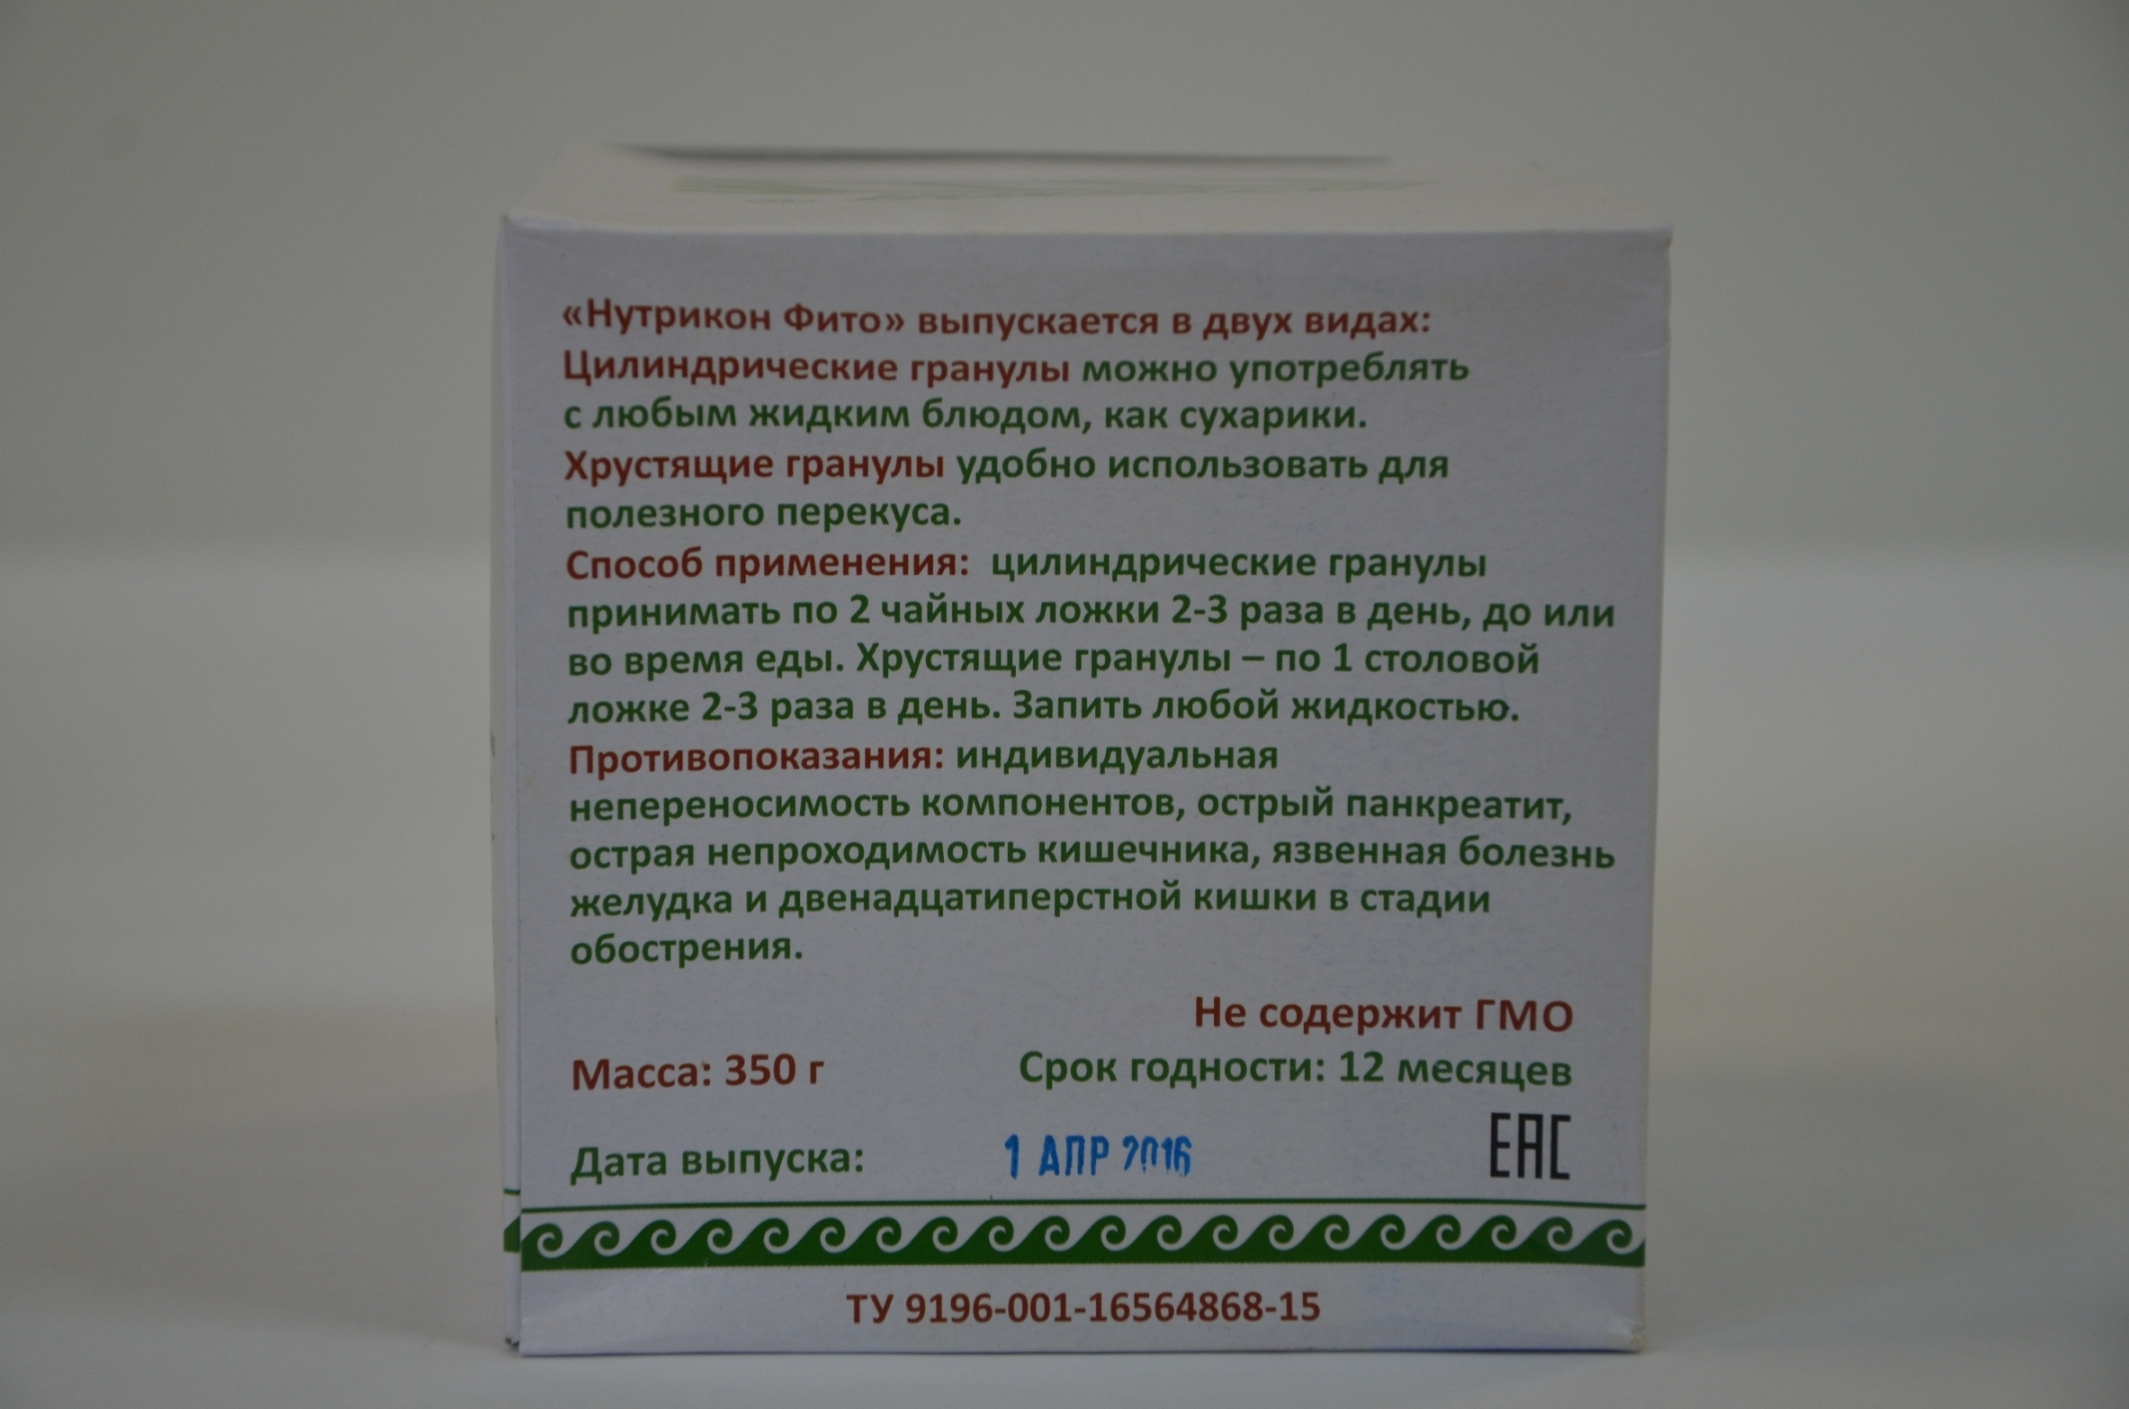 «Нутрикон Фито» выпускается в двух видах:
Цилиндрические гранулы можно употреблять
с любым жидким блюдом, как сухарики.
Хрустящие гранулы удобно использовать для
полезного перекуса.
Способ применения: цилиндрические гранулы
принимать по 2 чайных ложки 2-3 раза в день, до или
во время еды. Хрустящие гранулы – по 1 столовой
ложке 2-3 раза в день. Запить любой жидкостью.
Противопоказания: индивидуальная
непереносимость компонентов, острый панкреатит,
острая непроходимость кишечника, язвенная болезнь
желудка и двенадцатиперстной кишки в стадии
обострения.
Не содержит ГМО
Масса: 350 г Срок годности: 12 месяцев
Дата выпуска: 1 АПР 2016 ЕАС
ТУ 9196-001-16564868-15